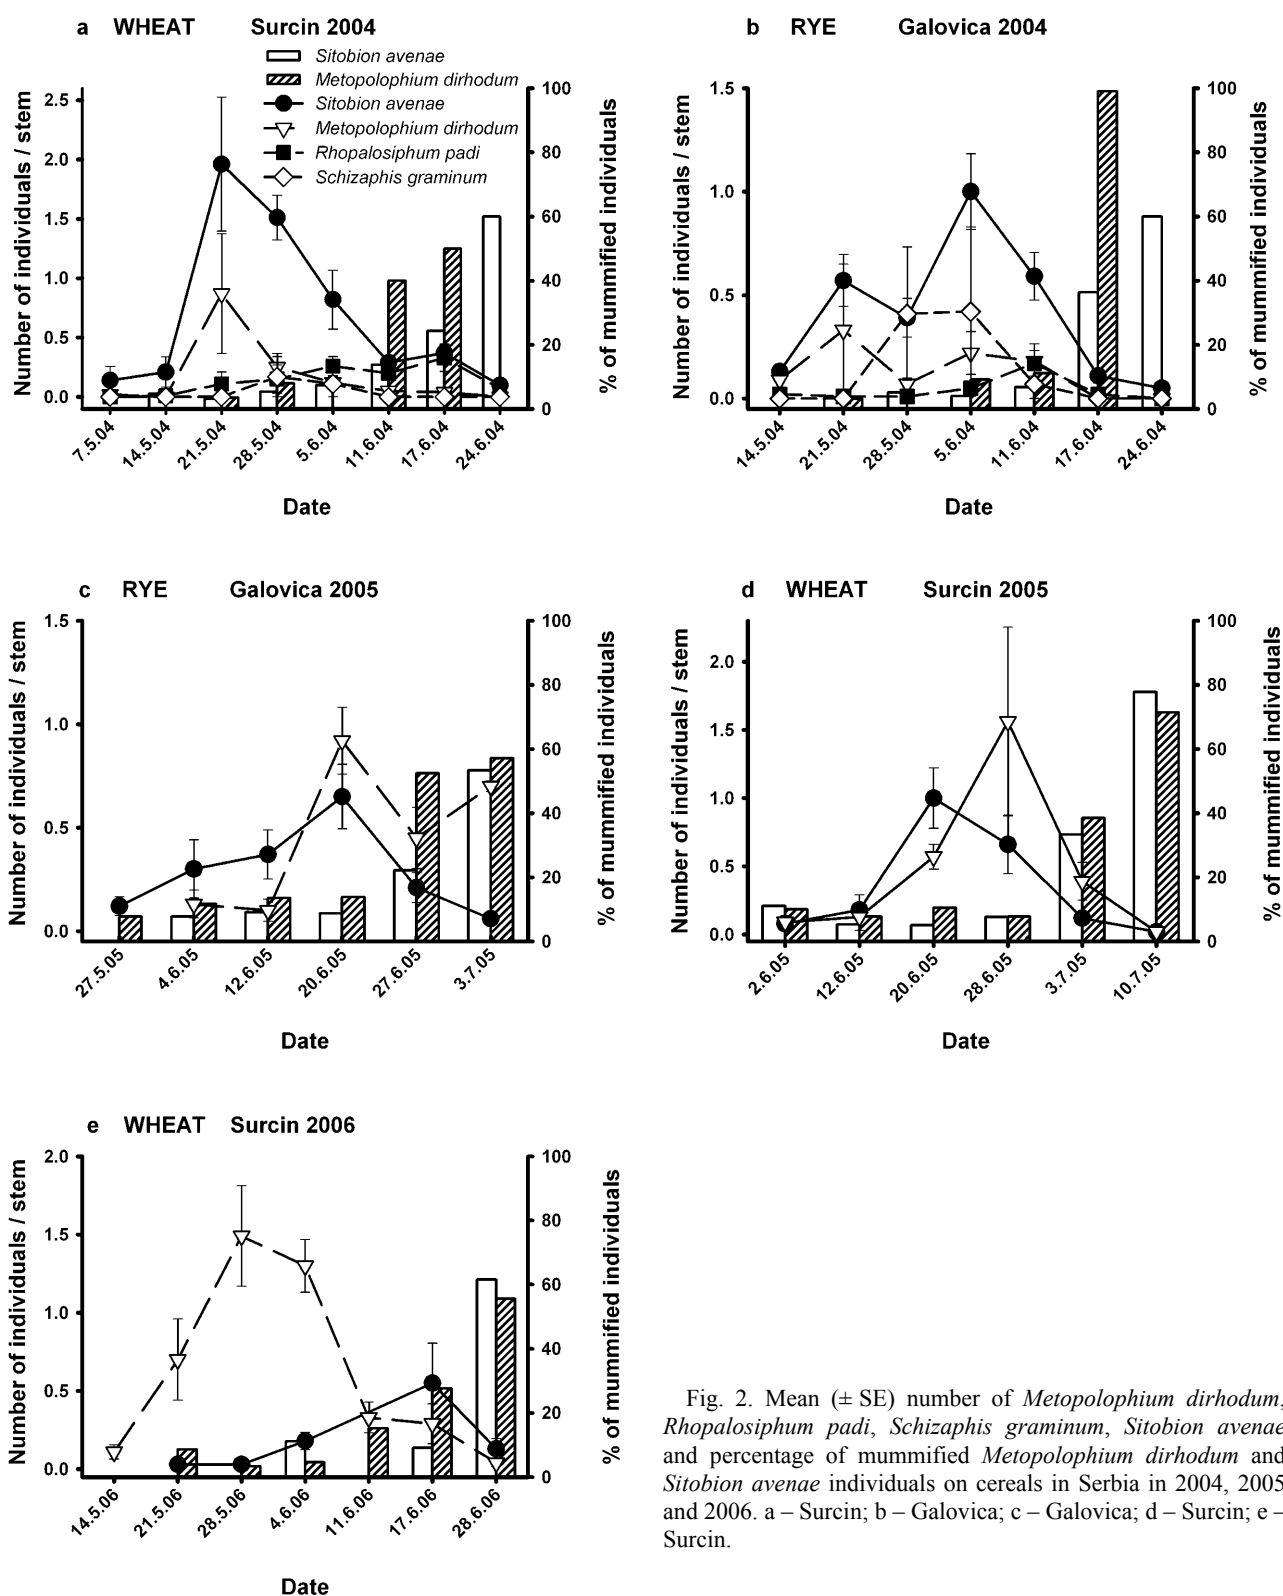 a WHEAT Surcin 2004
Sitobion avenae
Metopolophium dirhodum
Sitobion avenae
Metopolophium dirhodum
Rhopalosiphum padi
Schizaphis graminum
Number of individuals / stem
2.5
2.0
1.5
1.0
0.5
0.0
100
80
60
40
20
0
% of mummified individuals
7.5.04 14.5.04 21.5.04 28.5.04 5.6.04 11.6.04 17.6.04 24.6.04
Date
b RYE Galovica 2004
Number of individuals / stem
1.5
1.0
0.5
0.0
100
80
60
40
20
0
% of mummified individuals
14.5.04 21.5.04 28.5.04 5.6.04 11.6.04 17.6.04 24.6.04
Date
c RYE Galovica 2005
Number of individuals / stem
1.5
1.0
0.5
0.0
100
80
60
40
20
0
% of mummified individuals
27.5.05 4.6.05 12.6.05 20.6.05 27.6.05 3.7.05
Date
d WHEAT Surcin 2005
Number of individuals / stem
2.0
1.5
1.0
0.5
0.0
100
80
60
40
20
0
% of mummified individuals
2.6.05 12.6.05 20.6.05 28.6.05 3.7.05 10.7.05
Date
e WHEAT Surcin 2006
Number of individuals / stem
2.0
1.5
1.0
0.5
0.0
100
80
60
40
20
0
% of mummified individuals
14.5.06 21.5.06 28.5.06 4.6.06 11.6.06 17.6.06 28.6.06
Date
Fig. 2. Mean (± SE) number of Metopolophium dirhodum,
Rhopalosiphum padi, Schizaphis graminum, Sitobion avenae
and percentage of mummified Metopolophium dirhodum and
Sitobion avenae individuals on cereals in Serbia in 2004, 2005
and 2006. a – Surcin; b – Galovica; c – Galovica; d – Surcin; e –
Surcin.